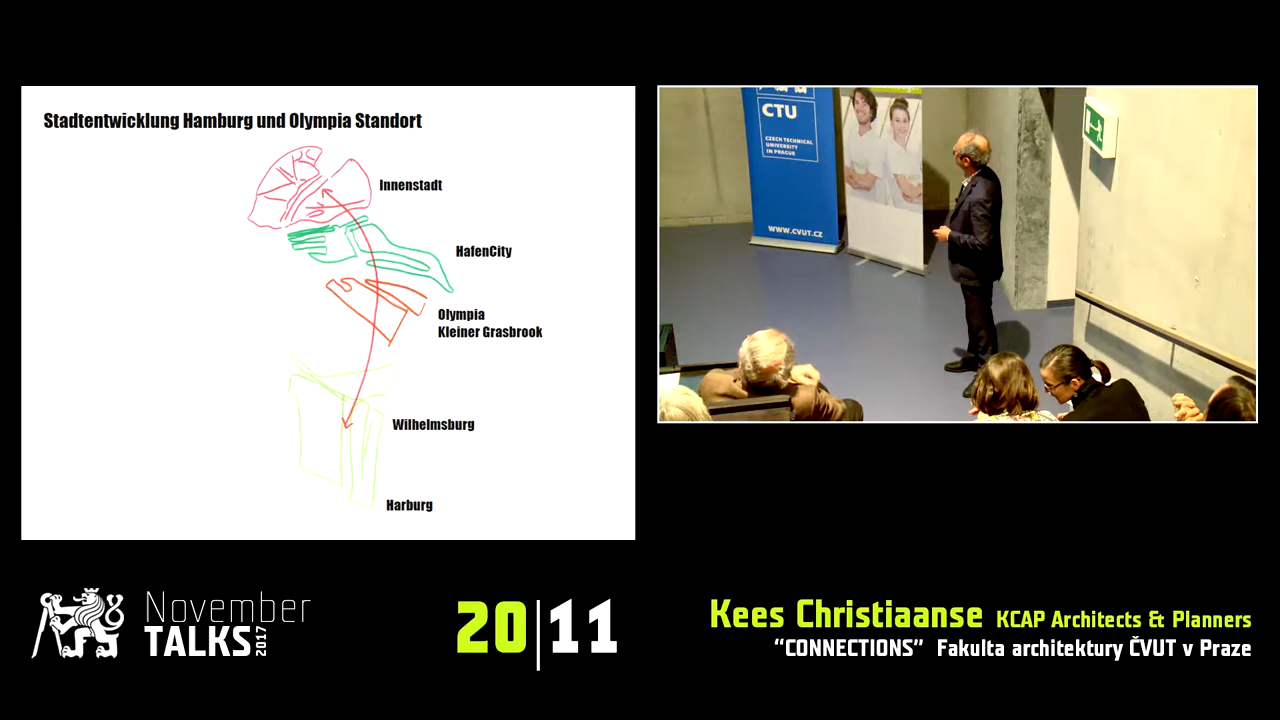 Stadtentwicklung Hamburg und Olympia Standort
Innenstadt
HafenCity
Olympia
Kleiner Grasbrook
Wilhelmsburg
Harburg
CTU
CZECH TECHNICAL
UNIVERSITY
IN PRAGUE
WWW.CVUT.CZ
November
TALKS 2017
20|11
Kees Christiaanse KCAP Architects & Planners
“CONNECTIONS” Fakulta architektury ČVUT v Praze